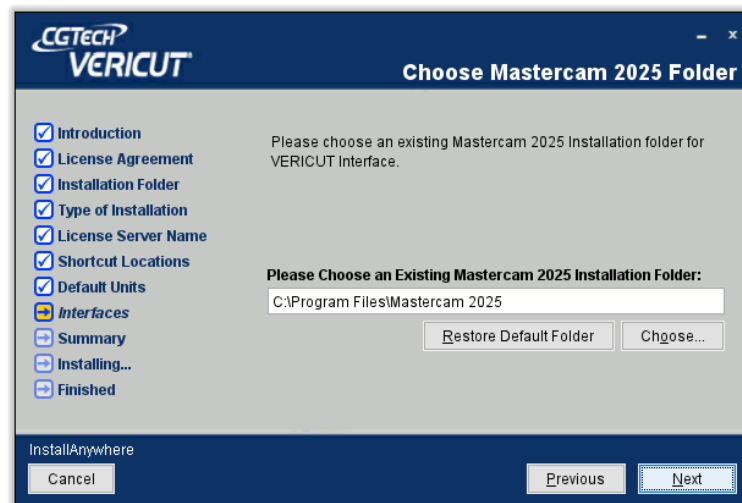 CGTECH
VERICUT
Choose Mastercam 2025 Folder
Introduction
License Agreement
Installation Folder
Type of Installation
License Server Name
Shortcut Locations
Default Units
Interfaces
Summary
Installing...
Finished
Please choose an existing Mastercam 2025 Installation folder for
VERICUT Interface.
Please Choose an Existing Mastercam 2025 Installation Folder:
C:\Program Files\Mastercam 2025
Restore Default Folder
Choose...
InstallAnywhere
Cancel
Previous
Next